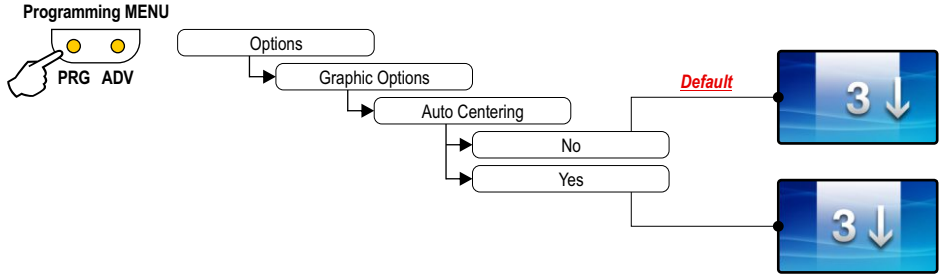 Programming MENU
PRG ADV
Options
Graphic Options
Auto Centering
No
Yes
Default
3↓
3↓